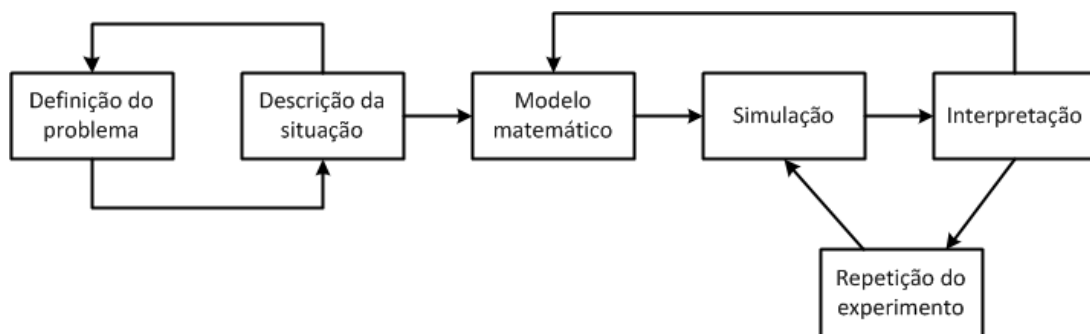 Definição do
problema
Descrição da
situação
Modelo
matemático
Simulação
Interpretação
Repetição do
experimento